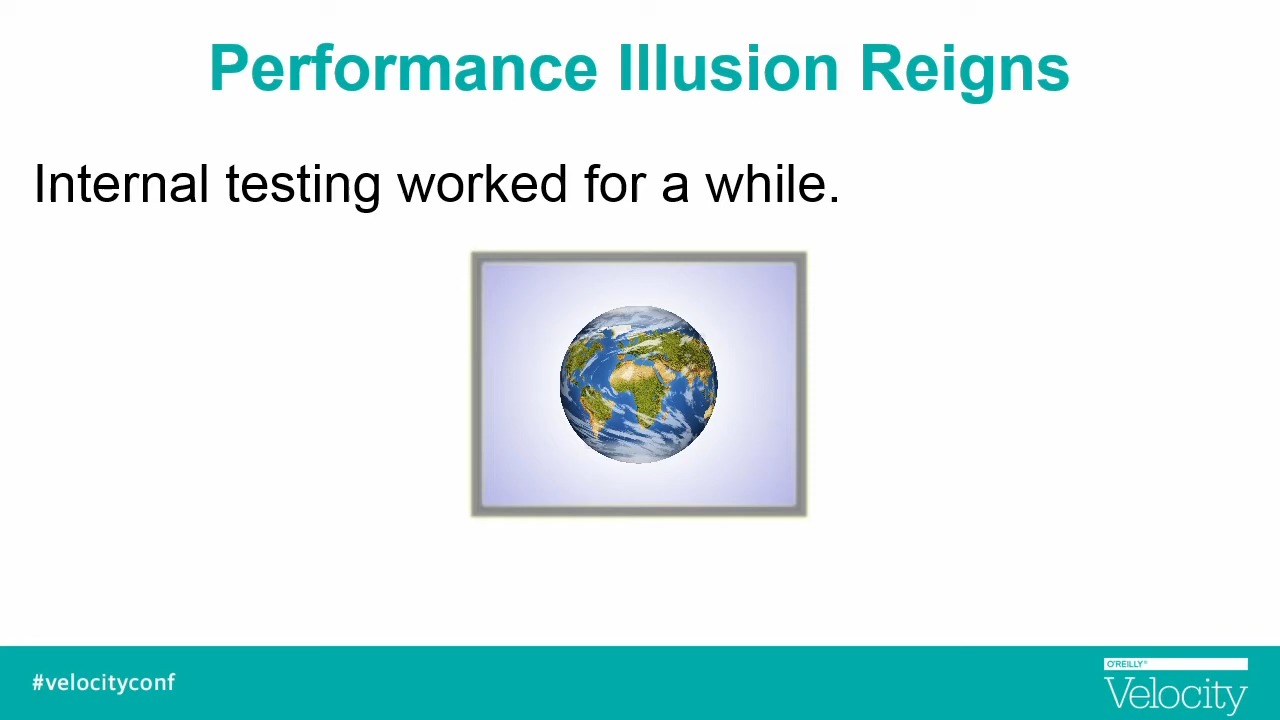 Performance Illusion Reigns
Internal testing worked for a while.
#velocityconf
O'REILLY®
Velocity